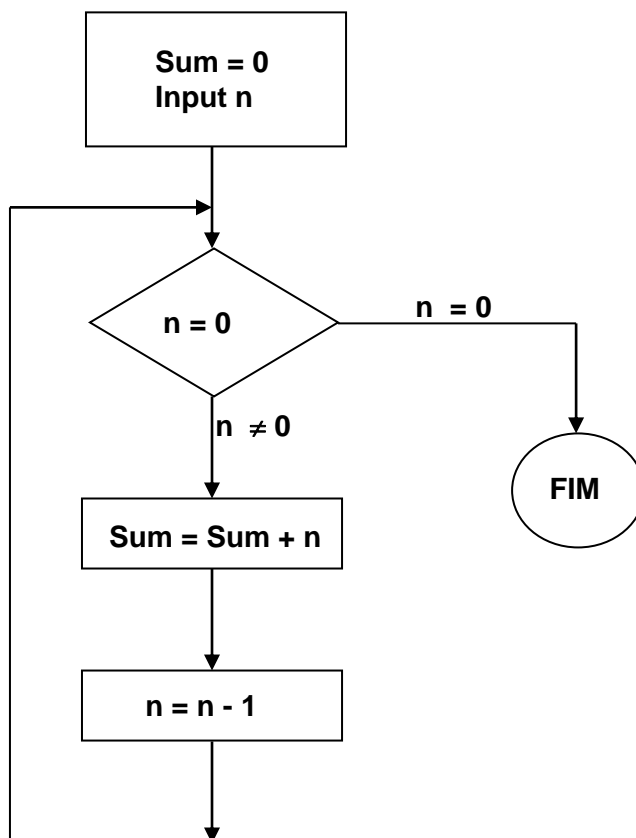 Sum = 0
Input n
n = 0
n = 0
n ≠ 0
FIM
Sum = Sum + n
n = n - 1